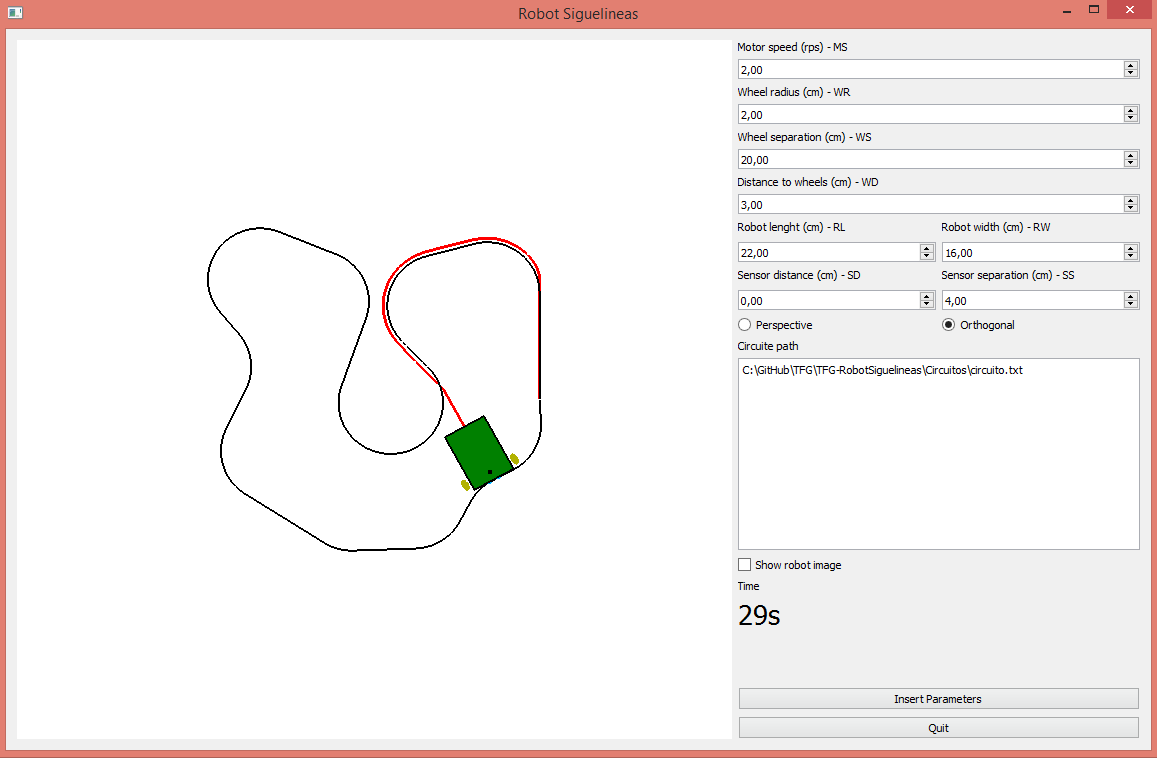 Robot Siguelineas
Motor speed (rps) - MS
2,00
Wheel radius (cm) - WR
2,00
Wheel separation (cm) - WS
20,00
Distance to wheels (cm) - WD
3,00
Robot lenght (cm) - RL Robot width (cm) - RW
22,00 16,00
Sensor distance (cm) - SD Sensor separation (cm) - SS
0,00 4,00
Perspective Orthogonal
Circuite path
C:\GitHub\TFG\TFG-RobotSiguelineas\Circuitos\circuito.txt
Show robot image
Time
29s
Insert Parameters
Quit